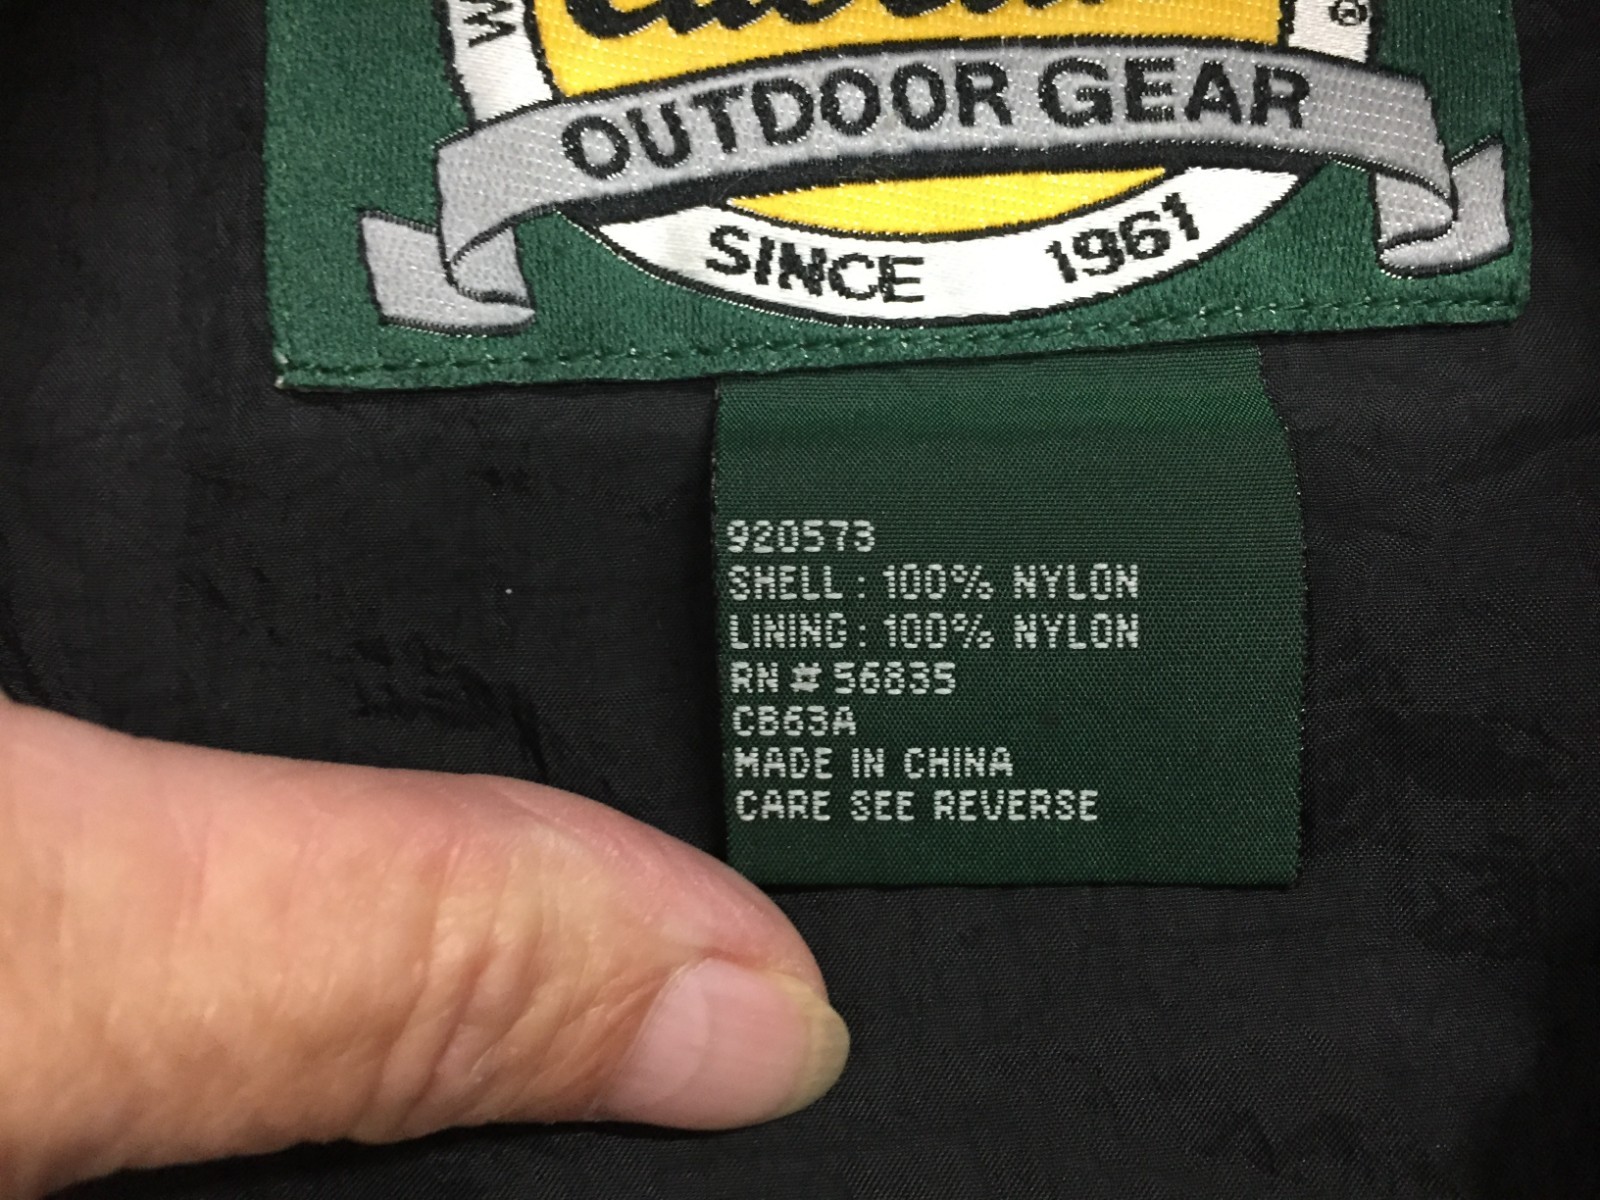 ®
OUTDOOR GEAR
SINCE 1961
920573
SHELL : 100% NYLON
LINING : 100% NYLON
RN # 56835
CB63A
MADE IN CHINA
CARE SEE REVERSE